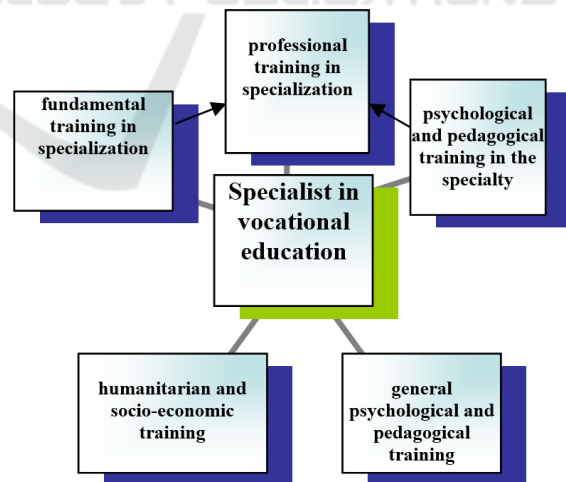 professional
training in
specialization
fundamental
training in
specialization
psychological
and pedagogical
training in the
specialty
Specialist in
vocational
education
humanitarian and
socio-economic
training
general
psychological and
pedagogical
training